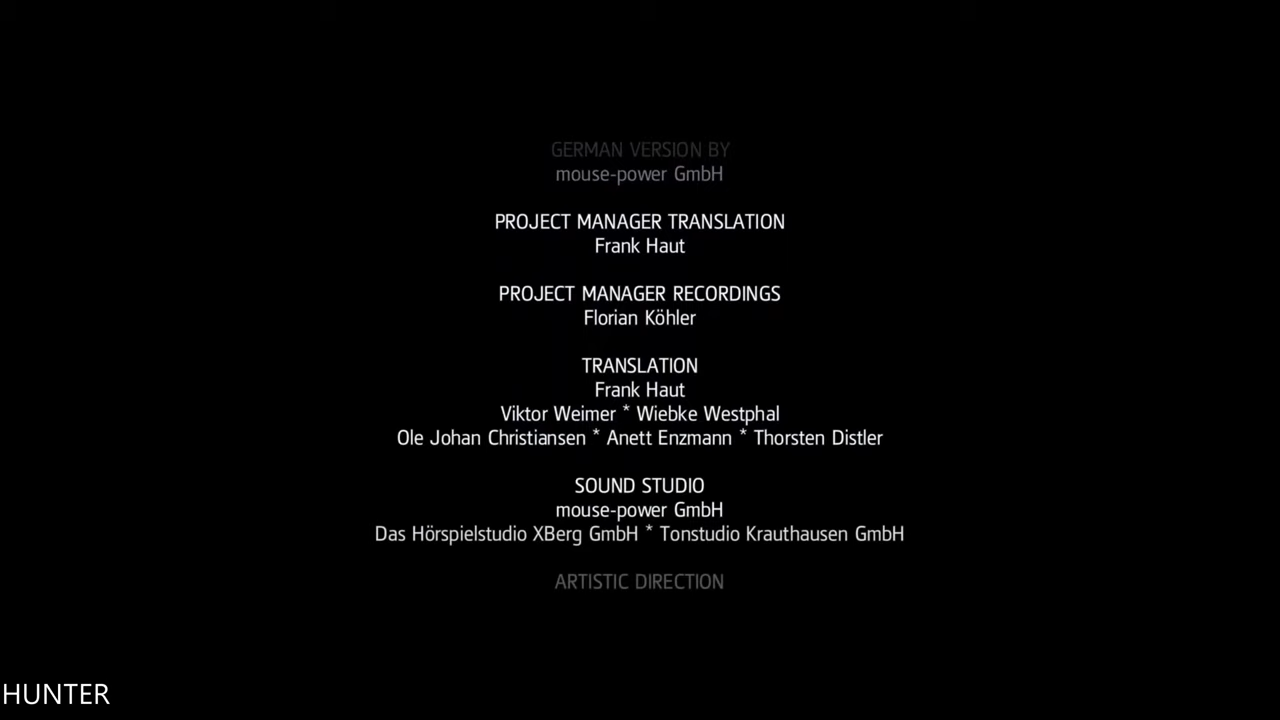 GERMAN VERSION BY
mouse-power GmbH
PROJECT MANAGER TRANSLATION
Frank Haut
PROJECT MANAGER RECORDINGS
Florian Köhler
TRANSLATION
Frank Haut
Viktor Weimer * Wiebke Westphal
Ole Johan Christiansen * Anett Enzmann * Thorsten Distler
SOUND STUDIO
mouse-power GmbH
Das Hörspielstudio XBerg GmbH * Tonstudio Krauthausen GmbH
ARTISTIC DIRECTION
HUNTER